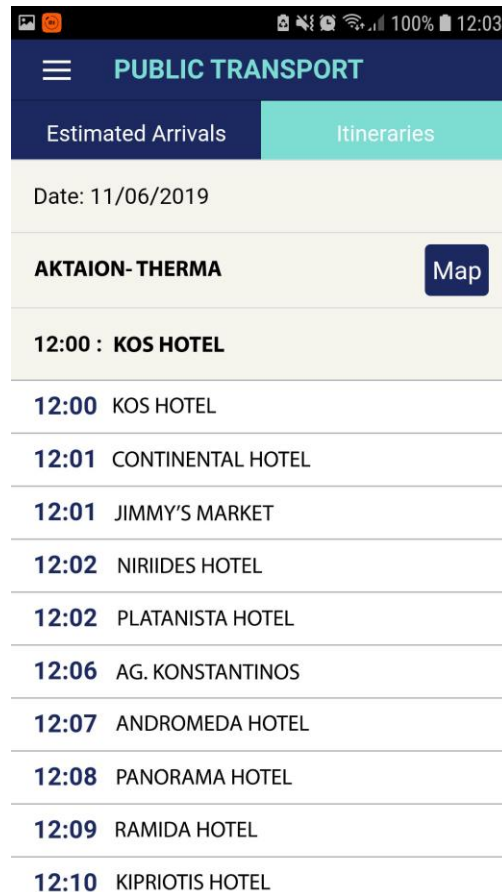 100% 12:03
PUBLIC TRANSPORT
Estimated Arrivals Itineraries
Date: 11/06/2019
AKTAION- THERMA Map
12:00 : KOS HOTEL
12:00 KOS HOTEL
12:01 CONTINENTAL HOTEL
12:01 JIMMY'S MARKET
12:02 NIRIIDES HOTEL
12:02 PLATANISTA HOTEL
12:06 AG. KONSTANTINOS
12:07 ANDROMEDA HOTEL
12:08 PANORAMA HOTEL
12:09 RAMIDA HOTEL
12:10 KIPRIOTIS HOTEL